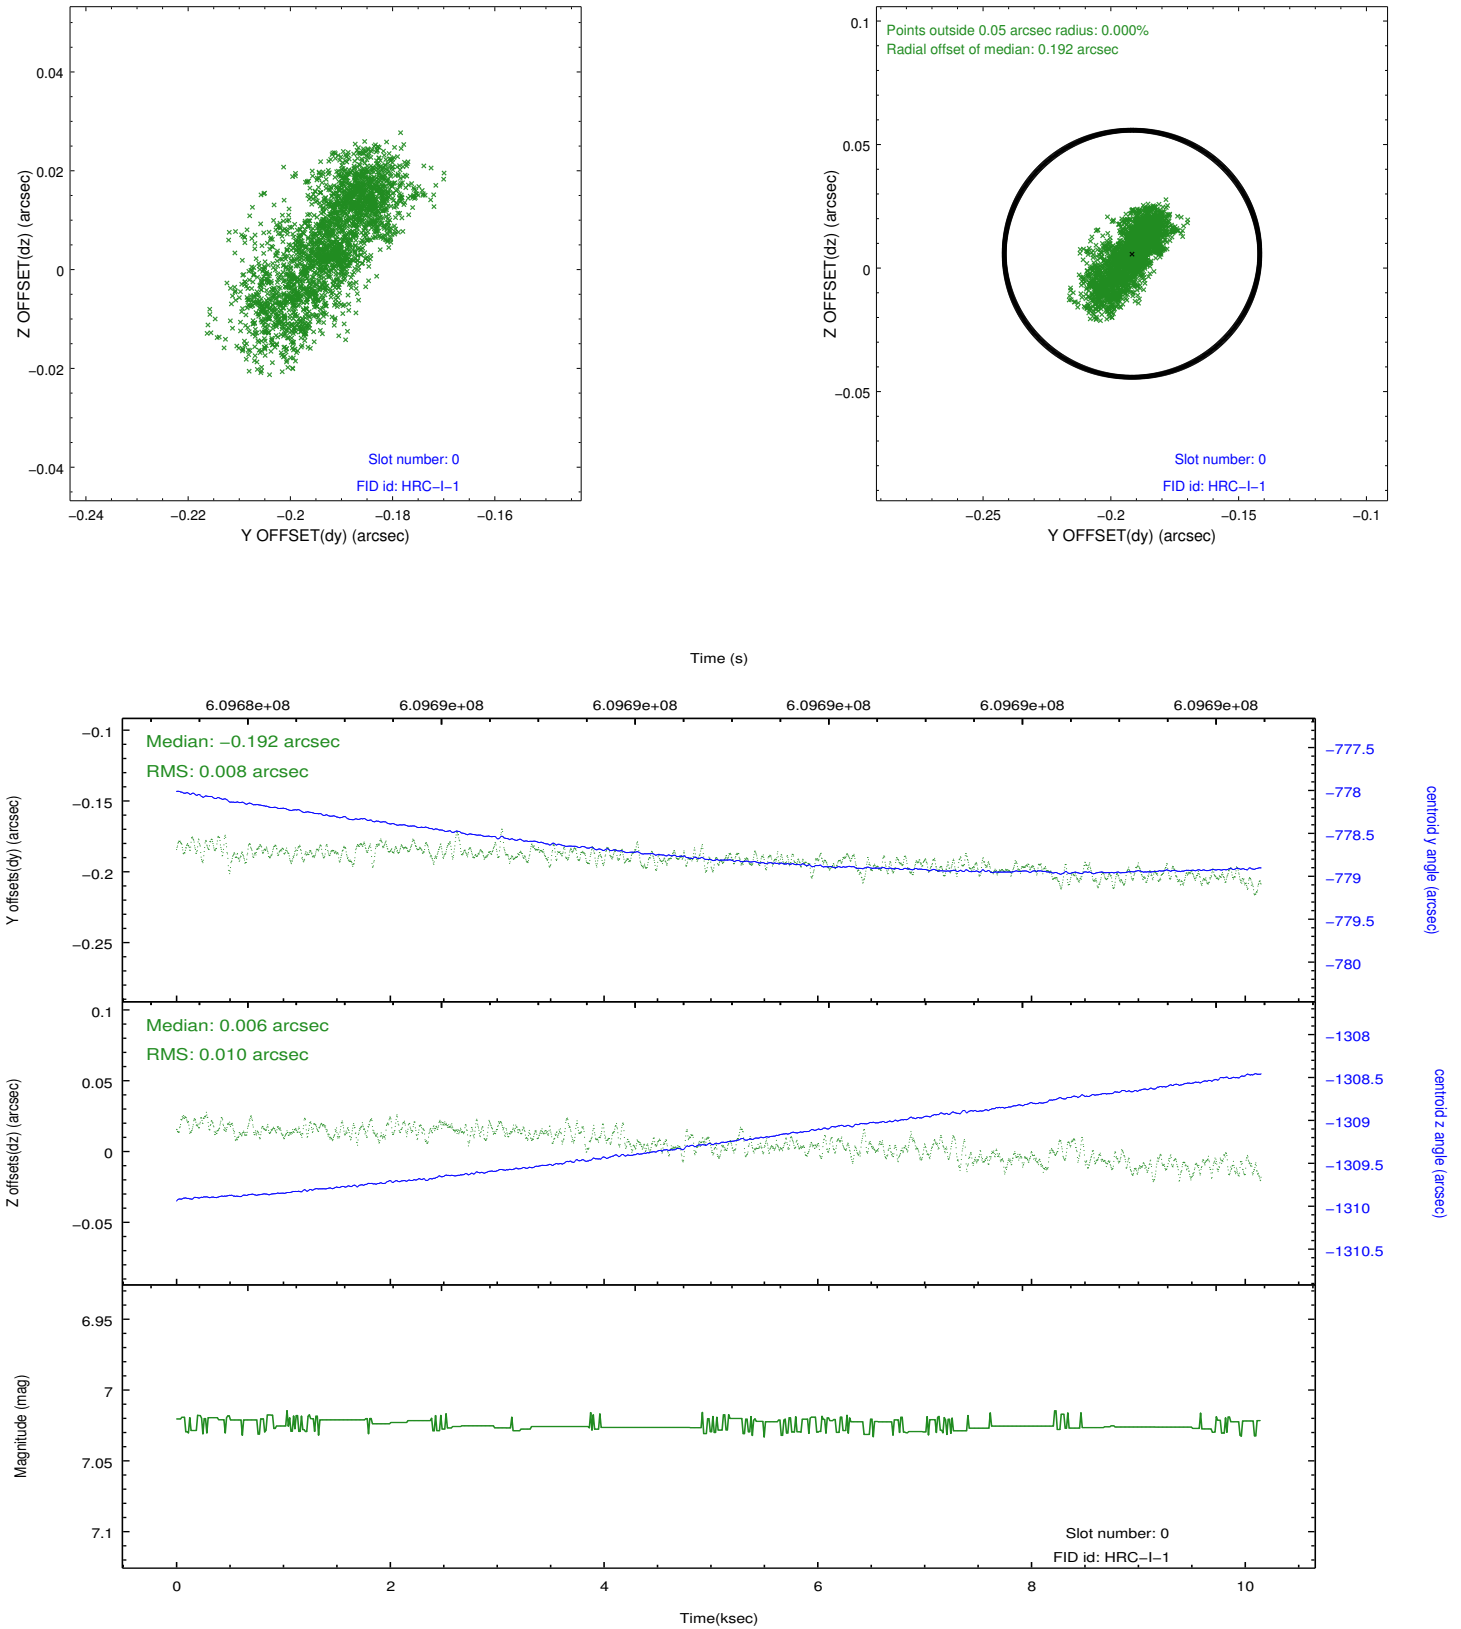 0.04
0.02
0
−0.02
−0.04
Z OFFSET(dz) (arcsec)
Slot number: 0
FID id: HRC−I−1
−0.24
−0.22
−0.2
−0.18
−0.16
Y OFFSET(dy) (arcsec)
Points outside 0.05 arcsec radius: 0.000%
Radial offset of median: 0.192 arcsec
0.1
0.05
0
−0.05
Z OFFSET(dz) (arcsec)
Slot number: 0
FID id: HRC−I−1
−0.25
−0.2
−0.15
−0.1
Y OFFSET(dy) (arcsec)
Time (s)
6.0968e+08
6.0969e+08
6.0969e+08
6.0969e+08
6.0969e+08
6.0969e+08
Median: −0.192 arcsec
RMS: 0.008 arcsec
−0.1
−0.15
−0.2
−0.25
Y offsets(dy) (arcsec)
−777.5
−778
−778.5
−779
−779.5
−780
centroid y angle (arcsec)
Median: 0.006 arcsec
RMS: 0.010 arcsec
0.1
0.05
0
−0.05
Z offsets(dz) (arcsec)
−1308
−1308.5
−1309
−1309.5
−1310
−1310.5
centroid z angle (arcsec)
6.95
7
7.05
7.1
Magnitude (mag)
Slot number: 0
FID id: HRC−I−1
0
2
4
6
8
10
Time(ksec)